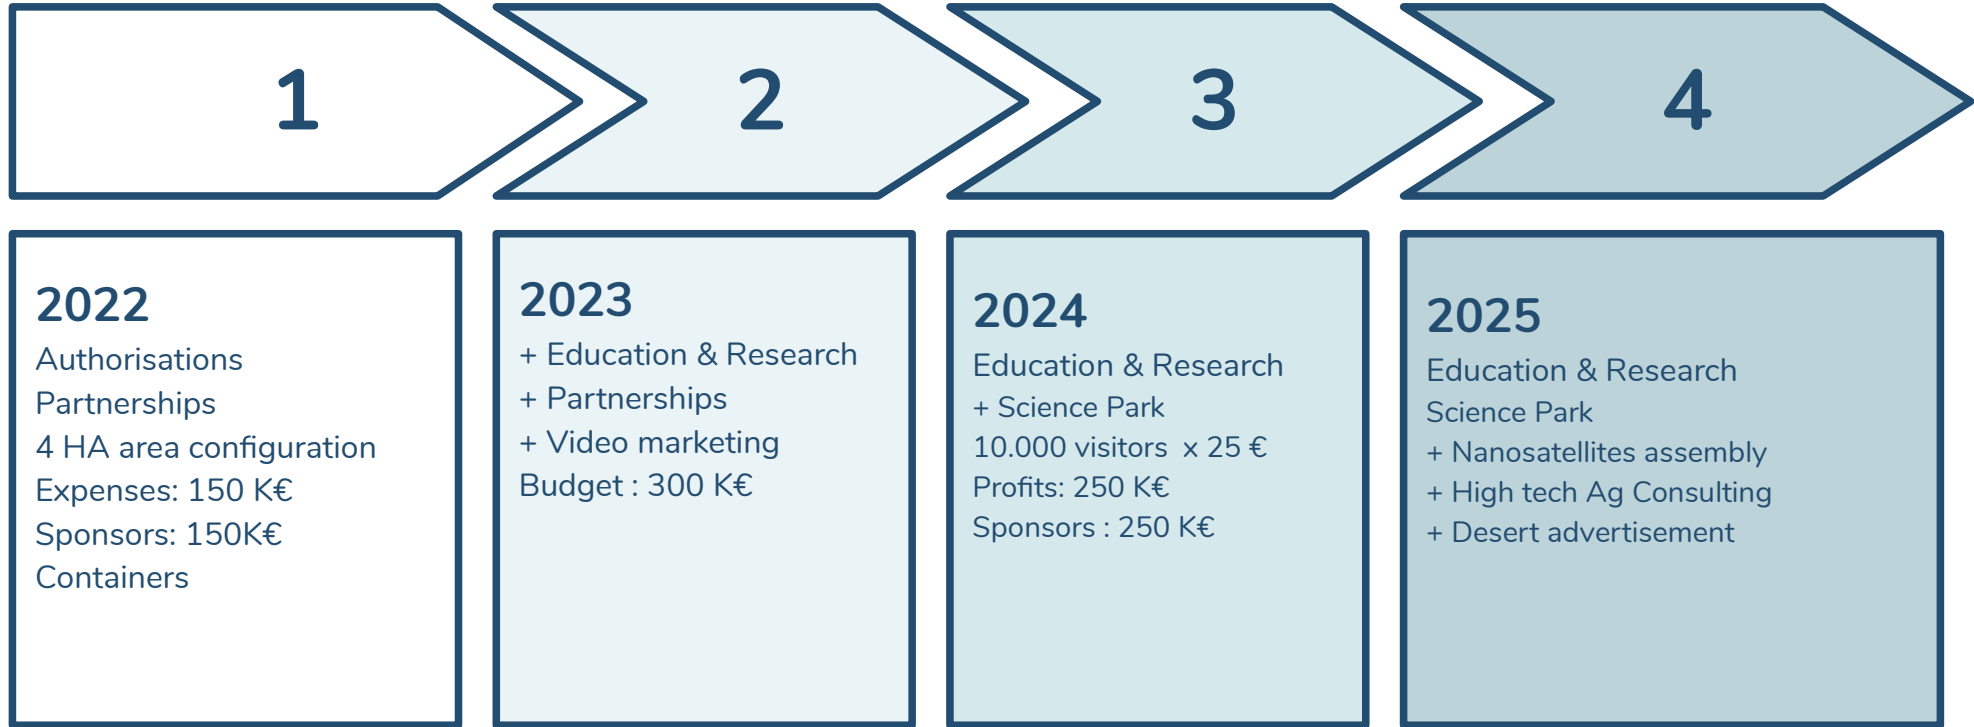 1
2
3
4
2022
Authorisations
Partnerships
4 HA area configuration
Expenses: 150 K€
Sponsors: 150K€
Containers
2023
+ Education & Research
+ Partnerships
+ Video marketing
Budget : 300 K€
2024
Education & Research
+ Science Park
10.000 visitors  x 25 €
Profits: 250 K€
Sponsors : 250 K€
2025
Education & Research
Science Park
+ Nanosatellites assembly
+ High tech Ag Consulting
+ Desert advertisement